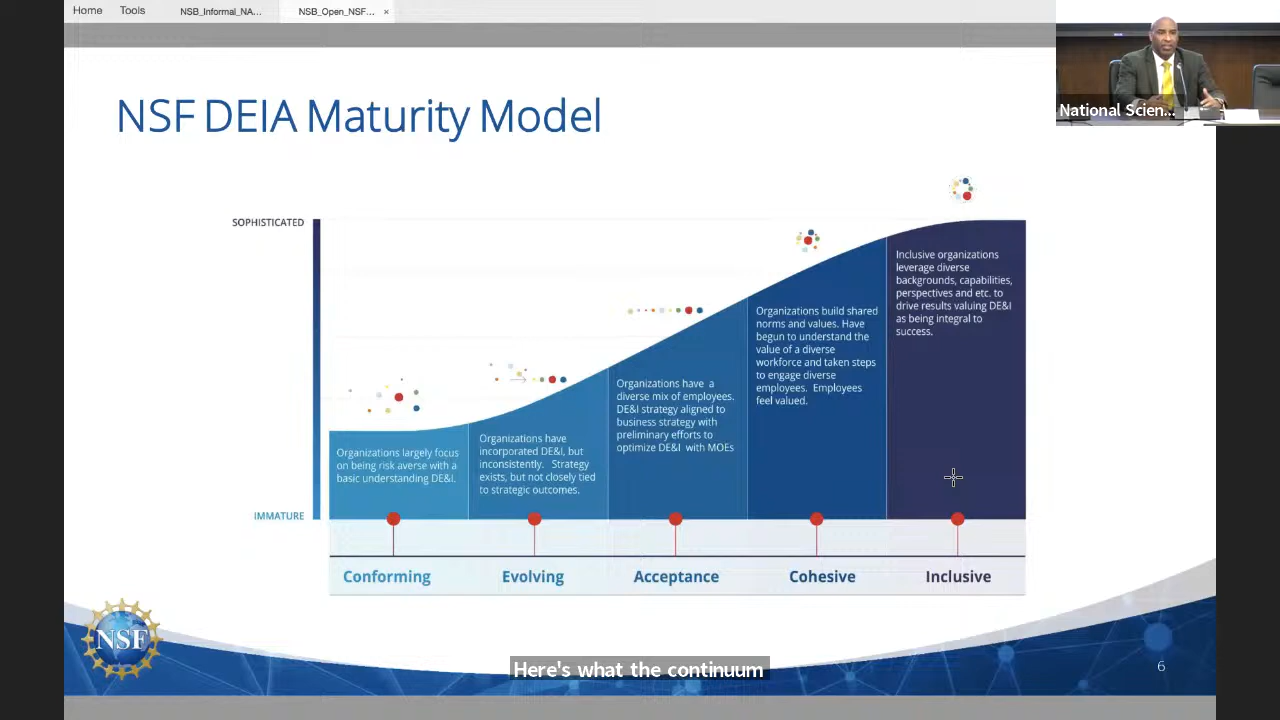 Home Tools NSB_Informal_NA... NSB_Open_NSF... ×
National Scien...
NSF DEIA Maturity Model
SOPHISTICATED
IMMATURE
Organizations largely focus
on being risk averse with a
basic understanding DE&I.
Organizations have
incorporated DE&I, but
inconsistently. Strategy
exists, but not closely tied
to strategic outcomes.
Organizations have a
diverse mix of employees.
DE&I strategy aligned to
business strategy with
preliminary efforts to
optimize DE&I with MOEs
Organizations build shared
norms and values. Have
begun to understand the
value of a diverse
workforce and taken steps
to engage diverse
employees. Employees
feel valued.
Inclusive organizations
leverage diverse
backgrounds, capabilities,
perspectives and etc. to
drive results valuing DE&I
as being integral to
success.
Conforming Evolving Acceptance Cohesive Inclusive
NSF
Here's what the continuum
6